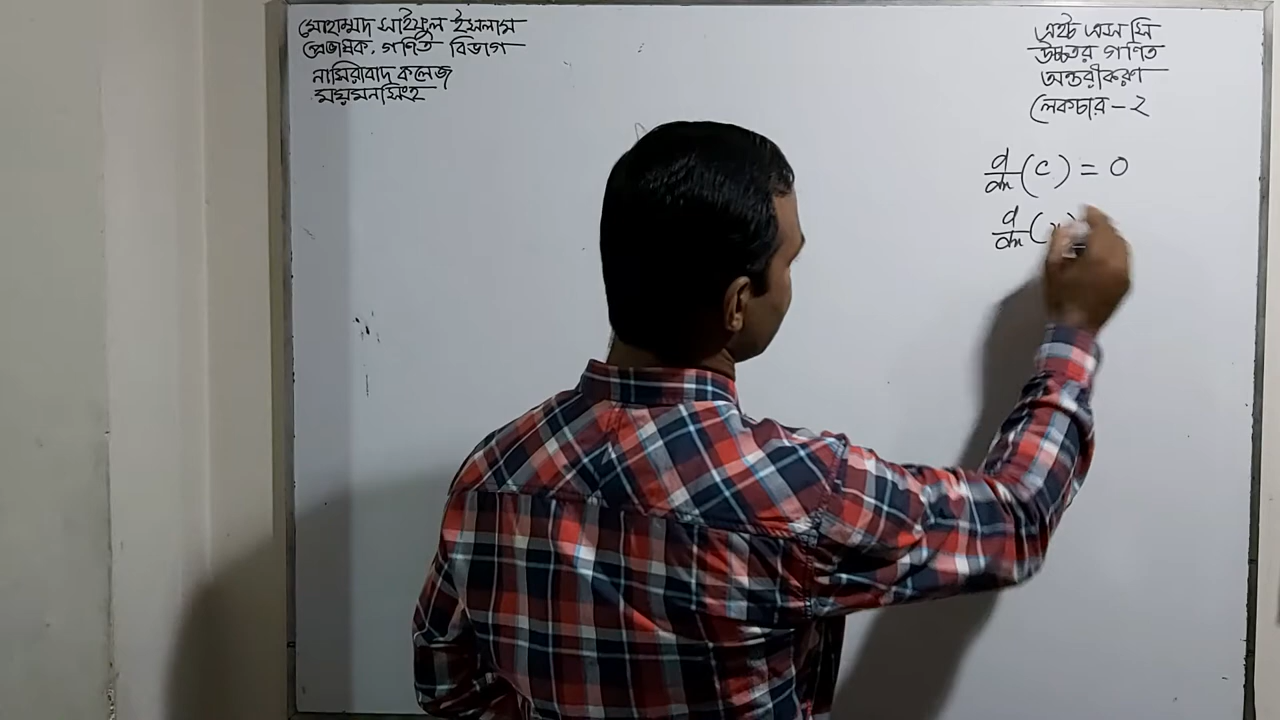 মোহাম্মদ সাইফুল ইসলাম
প্রভাষক, গণিত বিভাগ
নাসিরাবাদ কলেজ
ময়মনসিংহ
এইচ এস সি
উচ্চতর গণিত
অন্তরীকরণ
লেকচার - ২
d/dx (c) = 0
d/dx (x)